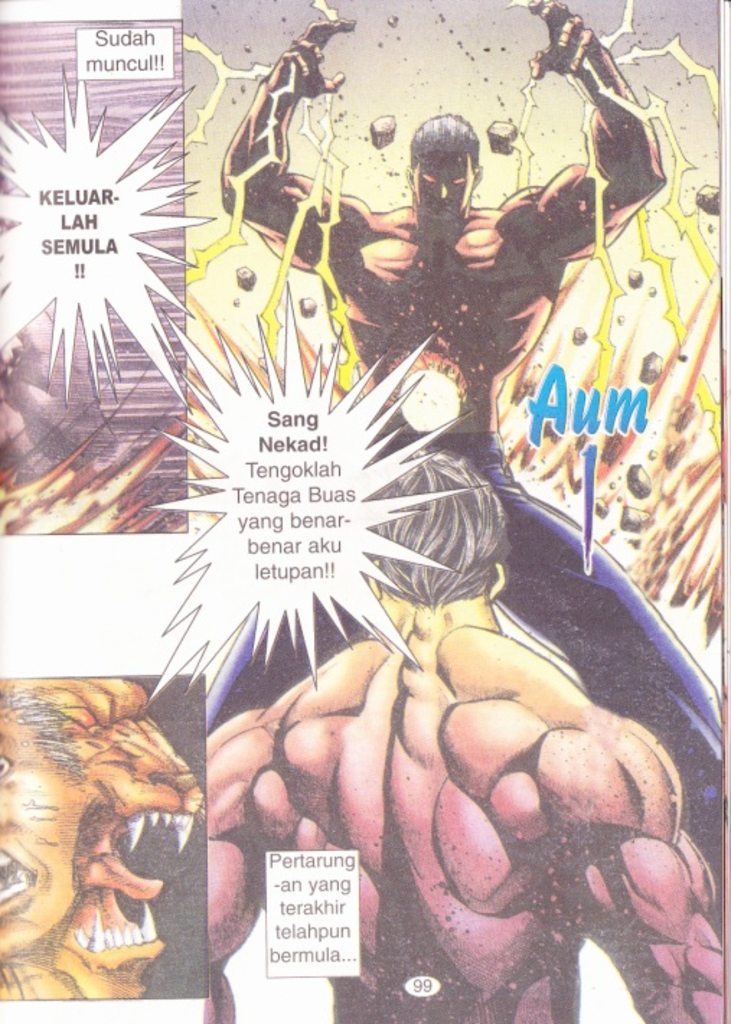 Sudah
muncul!!
KELUAR-
LAH
SEMULA
!!
Sang
Nekad!
Tengoklah
Tenaga Buas
yang benar-
benar aku
letupan!!
Aum
Pertarung
-an yang
terakhir
telahpun
bermula...
99